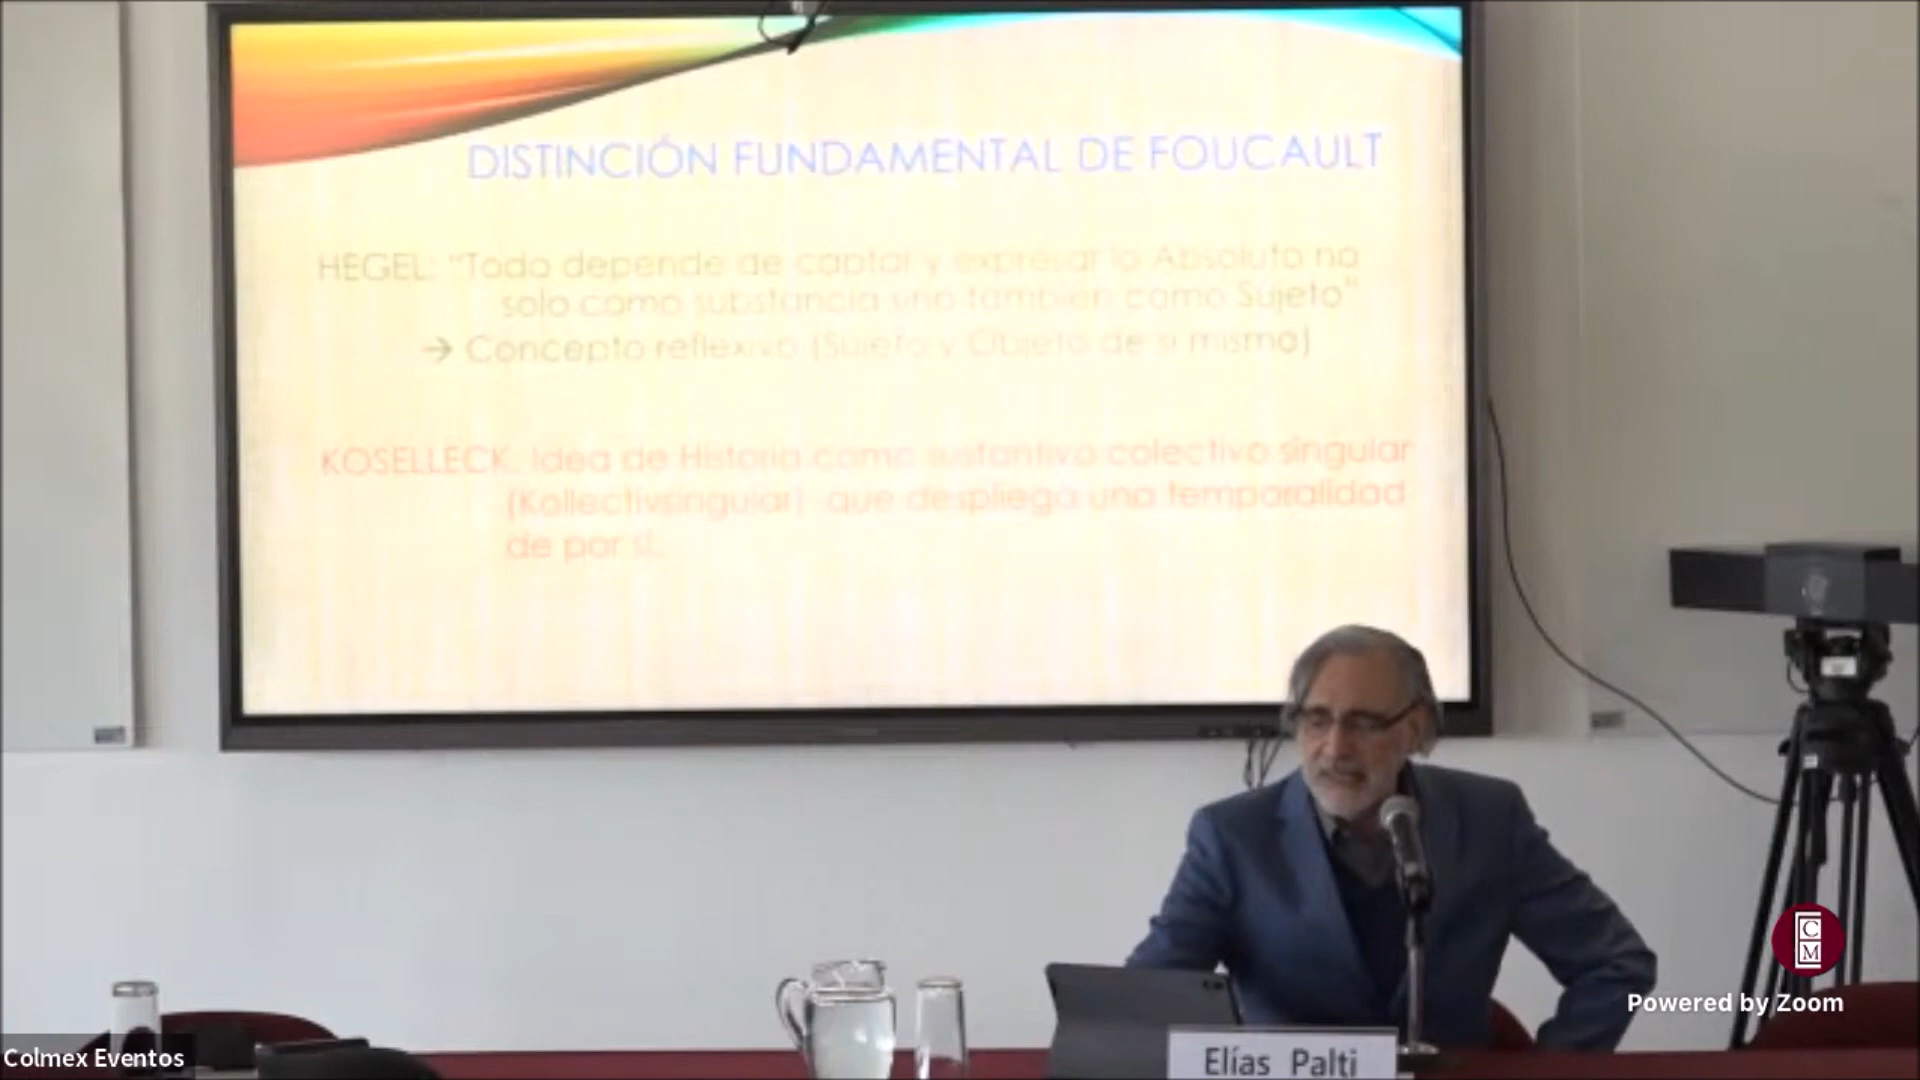 DISTINCIÓN FUNDAMENTAL DE FOUCAULT
HEGEL: "Todo depende de captar y expresar lo Absoluto no
solo como substancia sino también como Sujeto"
→ Concepto reflexivo (Sujeto y Objeto de sí mismo)
KOSELLECK: Idea de Historia como sustantivo colectivo singular
(Kollectivsingular) que despliega una temporalidad
de por sí.
C
M
Powered by Zoom
Colmex Eventos
Elías Palti